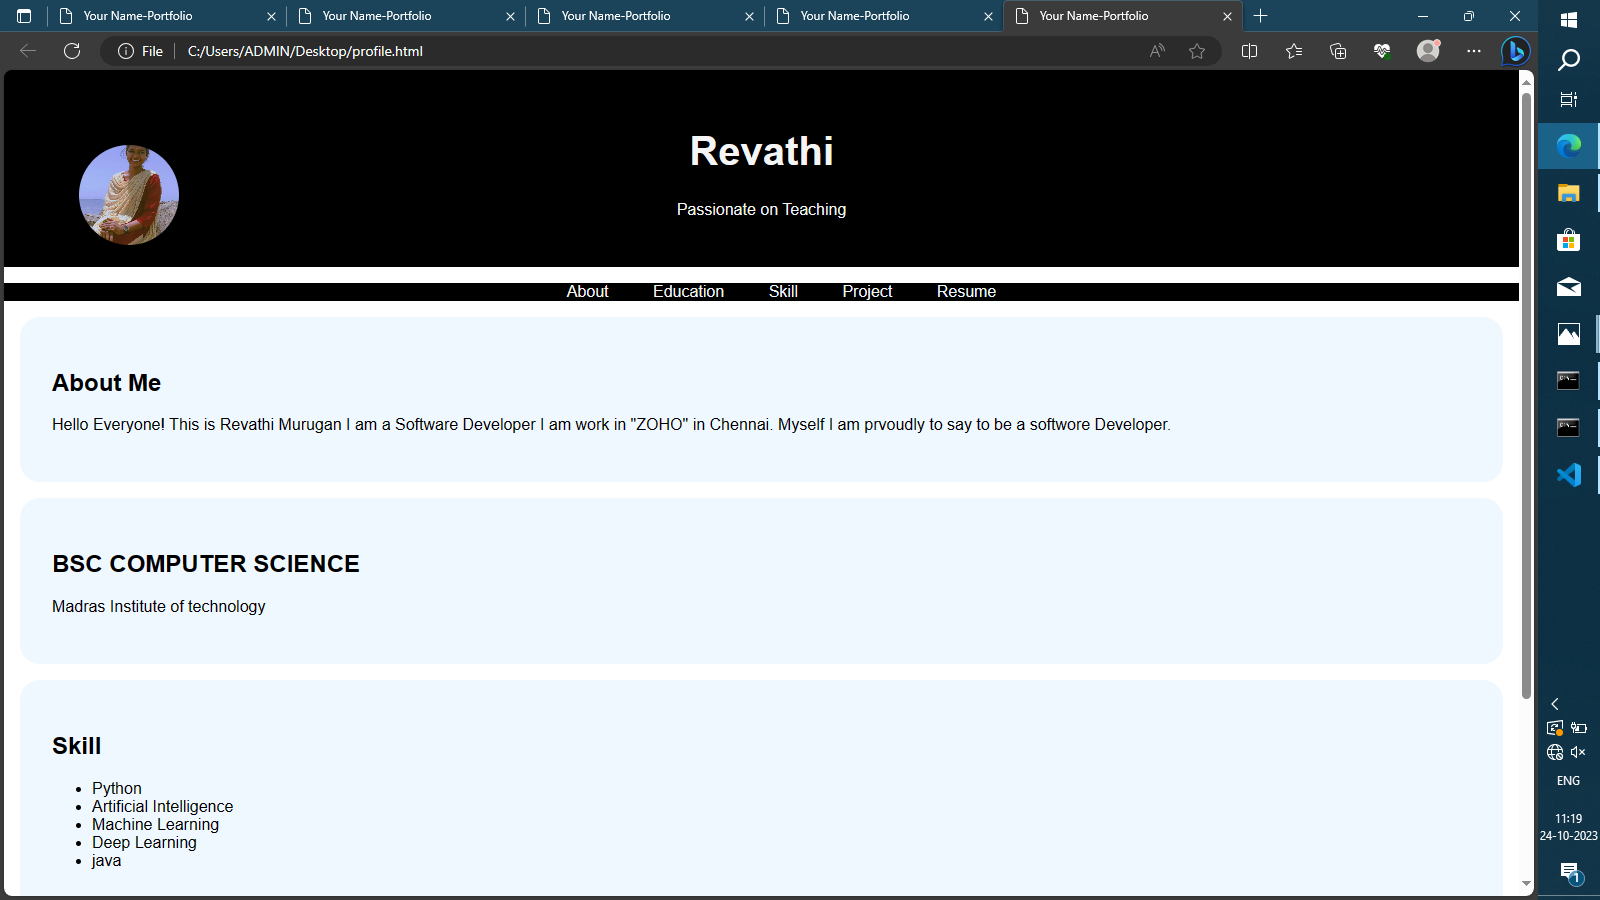 Your Name-Portfolio
Your Name-Portfolio
Your Name-Portfolio
Your Name-Portfolio
Your Name-Portfolio
File
C:/Users/ADMIN/Desktop/profile.html
Revathi
Passionate on Teaching
About Education Skill Project Resume
About Me
Hello Everyone! This is Revathi Murugan I am a Software Developer I am work in "ZOHO" in Chennai. Myself I am prvoudly to say to be a softwore Developer.
BSC COMPUTER SCIENCE
Madras Institute of technology
Skill
Python
Artificial Intelligence
Machine Learning
Deep Learning
java
ENG
11:19
24-10-2023
1